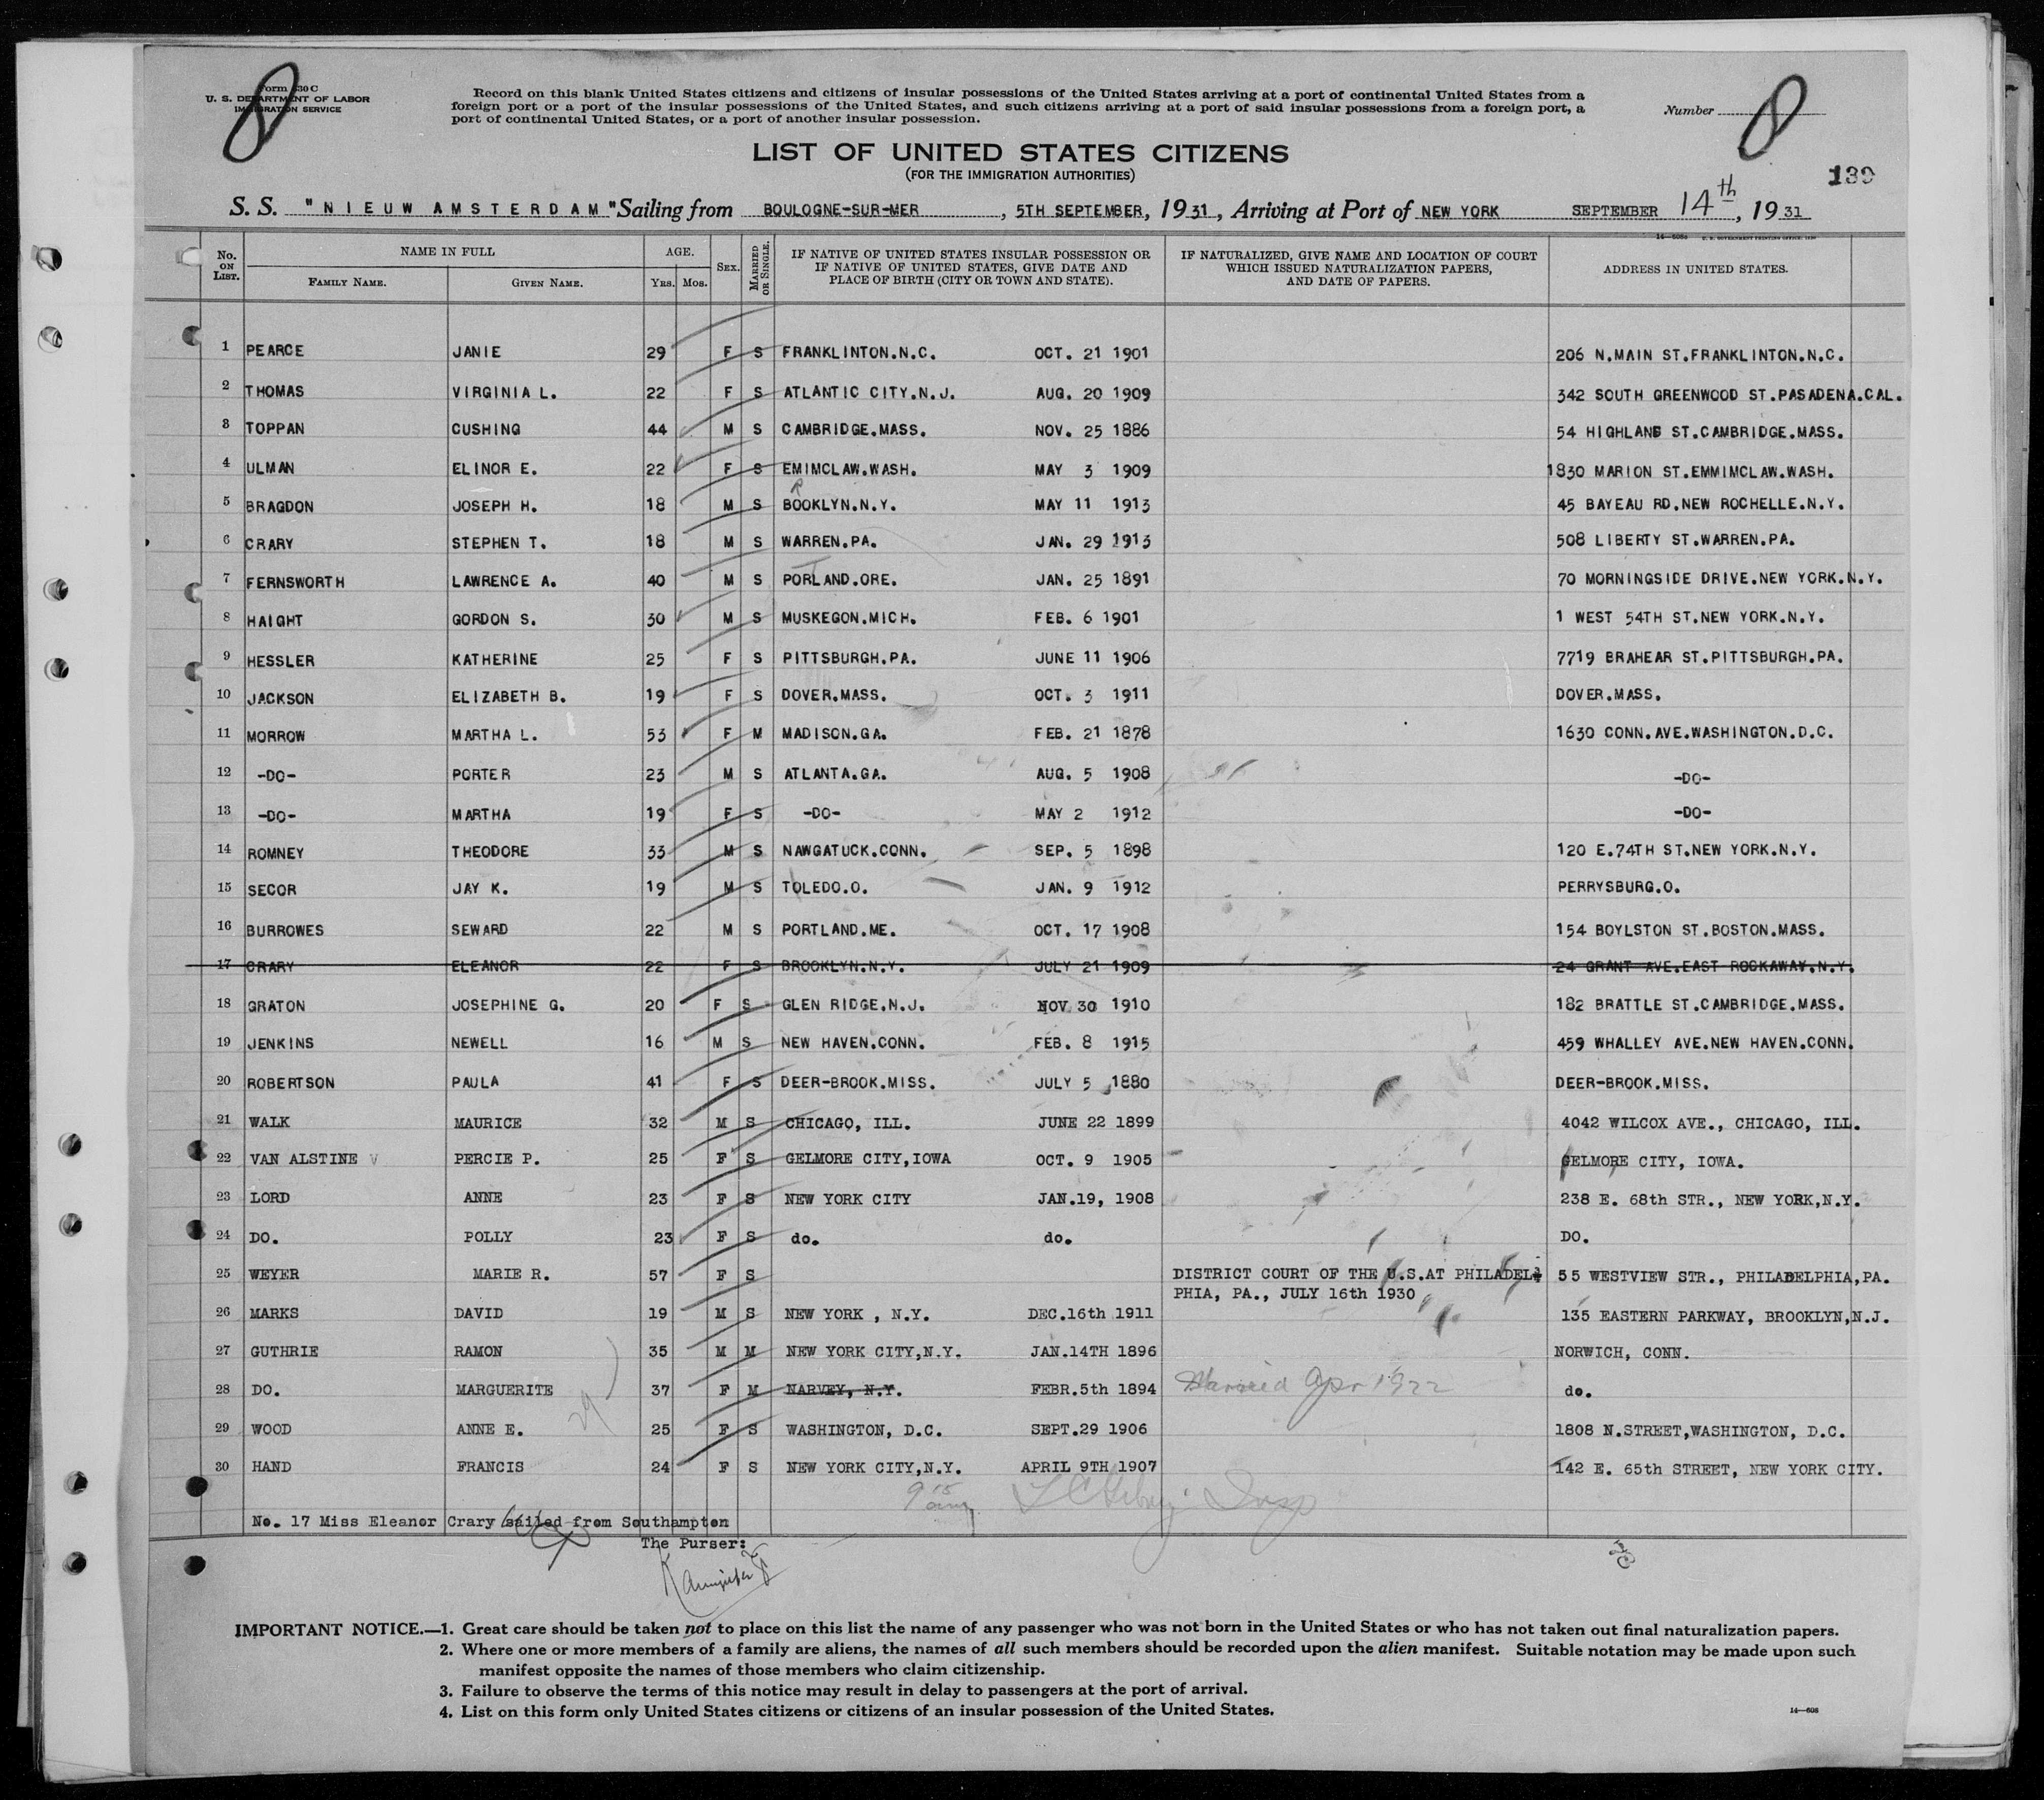 8
Form 630 C
U. S. DEPARTMENT OF LABOR
IMMIGRATION SERVICE
Record on this blank United States citizens and citizens of insular possessions of the United States arriving at a port of continental United States from a
foreign port or a port of the insular possessions of the United States, and such citizens arriving at a port of said insular possessions from a foreign port, a
port of continental United States, or a port of another insular possession.
Number 8
LIST OF UNITED STATES CITIZENS
(FOR THE IMMIGRATION AUTHORITIES)
139
S. S. "NIEUW AMSTERDAM" Sailing from BOULOGNE-SUR-MER, 5TH SEPTEMBER, 1931, Arriving at Port of NEW YORK SEPTEMBER 14th, 1931
No. ON LIST. NAME IN FULL FAMILY NAME. GIVEN NAME. AGE. YRS. MOS. SEX. MARRIED OR SINGLE. IF NATIVE OF UNITED STATES INSULAR POSSESSION OR IF NATIVE OF UNITED STATES, GIVE DATE AND PLACE OF BIRTH (CITY OR TOWN AND STATE). IF NATURALIZED, GIVE NAME AND LOCATION OF COURT WHICH ISSUED NATURALIZATION PAPERS, AND DATE OF PAPERS. ADDRESS IN UNITED STATES.
1 PEARCE JANIE 29 F S FRANKLINTON.N.C. OCT. 21 1901 206 N.MAIN ST.FRANKLINTON.N.C.
2 THOMAS VIRGINIA L. 22 F S ATLANTIC CITY.N.J. AUG. 20 1909 342 SOUTH GREENWOOD ST.PASADENA.CAL.
3 TOPPAN CUSHING 44 M S CAMBRIDGE.MASS. NOV. 25 1886 54 HIGHLAND ST.CAMBRIDGE.MASS.
4 ULMAN ELINOR E. 22 F S EMIMCLAW.WASH. MAY 3 1909 1830 MARION ST.EMMIMCLAW.WASH.
5 BRAGDON JOSEPH H. 18 M S BROOKLYN.N.Y. MAY 11 1913 45 BAYEAU RD.NEW ROCHELLE.N.Y.
6 CRARY STEPHEN T. 18 M S WARREN.PA. JAN. 29 1913 508 LIBERTY ST.WARREN.PA.
7 FERNSWORTH LAWRENCE A. 40 M S PORLAND.ORE. JAN. 25 1891 70 MORNINGSIDE DRIVE.NEW YORK.N.Y.
8 HAIGHT GORDON S. 30 M S MUSKEGON.MICH. FEB. 6 1901 1 WEST 54TH ST.NEW YORK.N.Y.
9 HESSLER KATHERINE 25 F S PITTSBURGH.PA. JUNE 11 1906 7719 BRAHEAR ST.PITTSBURGH.PA.
10 JACKSON ELIZABETH B. 19 F S DOVER.MASS. OCT. 3 1911 DOVER.MASS.
11 MORROW MARTHA L. 53 F M MADISON.GA. FEB. 21 1878 1630 CONN.AVE.WASHINGTON.D.C.
12 -DO- PORTER 23 M S ATLANTA.GA. AUG. 5 1908 -DO-
13 -DO- MARTHA 19 F S -DO- MAY 2 1912 -DO-
14 ROMNEY THEODORE 33 M S NAWGATUCK.CONN. SEP. 5 1898 120 E.74TH ST.NEW YORK.N.Y.
15 SECOR JAY K. 19 M S TOLEDO.O. JAN. 9 1912 PERRYSBURG.O.
16 BURROWES SEWARD 22 M S PORTLAND.ME. OCT. 17 1908 154 BOYLSTON ST.BOSTON.MASS.
17 CRARY ELEANOR 22 F S BROOKLYN.N.Y. JULY 21 1909 24 GRANT AVE.EAST ROCKAWAY.N.Y.
18 GRATON JOSEPHINE G. 20 F S GLEN RIDGE.N.J. NOV 30 1910 182 BRATTLE ST.CAMBRIDGE.MASS.
19 JENKINS NEWELL 16 M S NEW HAVEN.CONN. FEB. 8 1915 459 WHALLEY AVE.NEW HAVEN.CONN.
20 ROBERTSON PAULA 41 F S DEER-BROOK.MISS. JULY 5 1880 DEER-BROOK.MISS.
21 WALK MAURICE 32 M S CHICAGO, ILL. JUNE 22 1899 4042 WILCOX AVE., CHICAGO, ILL.
22 VAN ALSTINE V PERCIE P. 25 F S GELMORE CITY,IOWA OCT. 9 1905 GELMORE CITY, IOWA.
23 LORD ANNE 23 F S NEW YORK CITY JAN.19, 1908 238 E. 68th STR., NEW YORK,N.Y.
24 DO. POLLY 23 F S do. do. DO.
25 WEYER MARIE R. 57 F S DISTRICT COURT OF THE U.S.AT PHILADEL- 55 WESTVIEW STR., PHILADELPHIA,PA.
PHIA, PA., JULY 16th 1930
26 MARKS DAVID 19 M S NEW YORK , N.Y. DEC.16th 1911 135 EASTERN PARKWAY, BROOKLYN,N.J.
27 GUTHRIE RAMON 35 M M NEW YORK CITY,N.Y. JAN.14TH 1896 NORWICH, CONN.
28 DO. MARGUERITE 37 F M NARVEY, N.Y. FEBR.5th 1894 Married Apr 1922 do.
29 WOOD ANNE E. 25 F S WASHINGTON, D.C. SEPT.29 1906 1808 N.STREET,WASHINGTON, D.C.
30 HAND FRANCIS 24 F S NEW YORK CITY,N.Y. APRIL 9TH 1907 142 E. 65th STREET, NEW YORK CITY.
No. 17 Miss Eleanor Crary sailed from Southampton
The Purser:
IMPORTANT NOTICE.—1. Great care should be taken not to place on this list the name of any passenger who was not born in the United States or who has not taken out final naturalization papers.
2. Where one or more members of a family are aliens, the names of all such members should be recorded upon the alien manifest. Suitable notation may be made upon such
manifest opposite the names of those members who claim citizenship.
3. Failure to observe the terms of this notice may result in delay to passengers at the port of arrival.
4. List on this form only United States citizens or citizens of an insular possession of the United States.